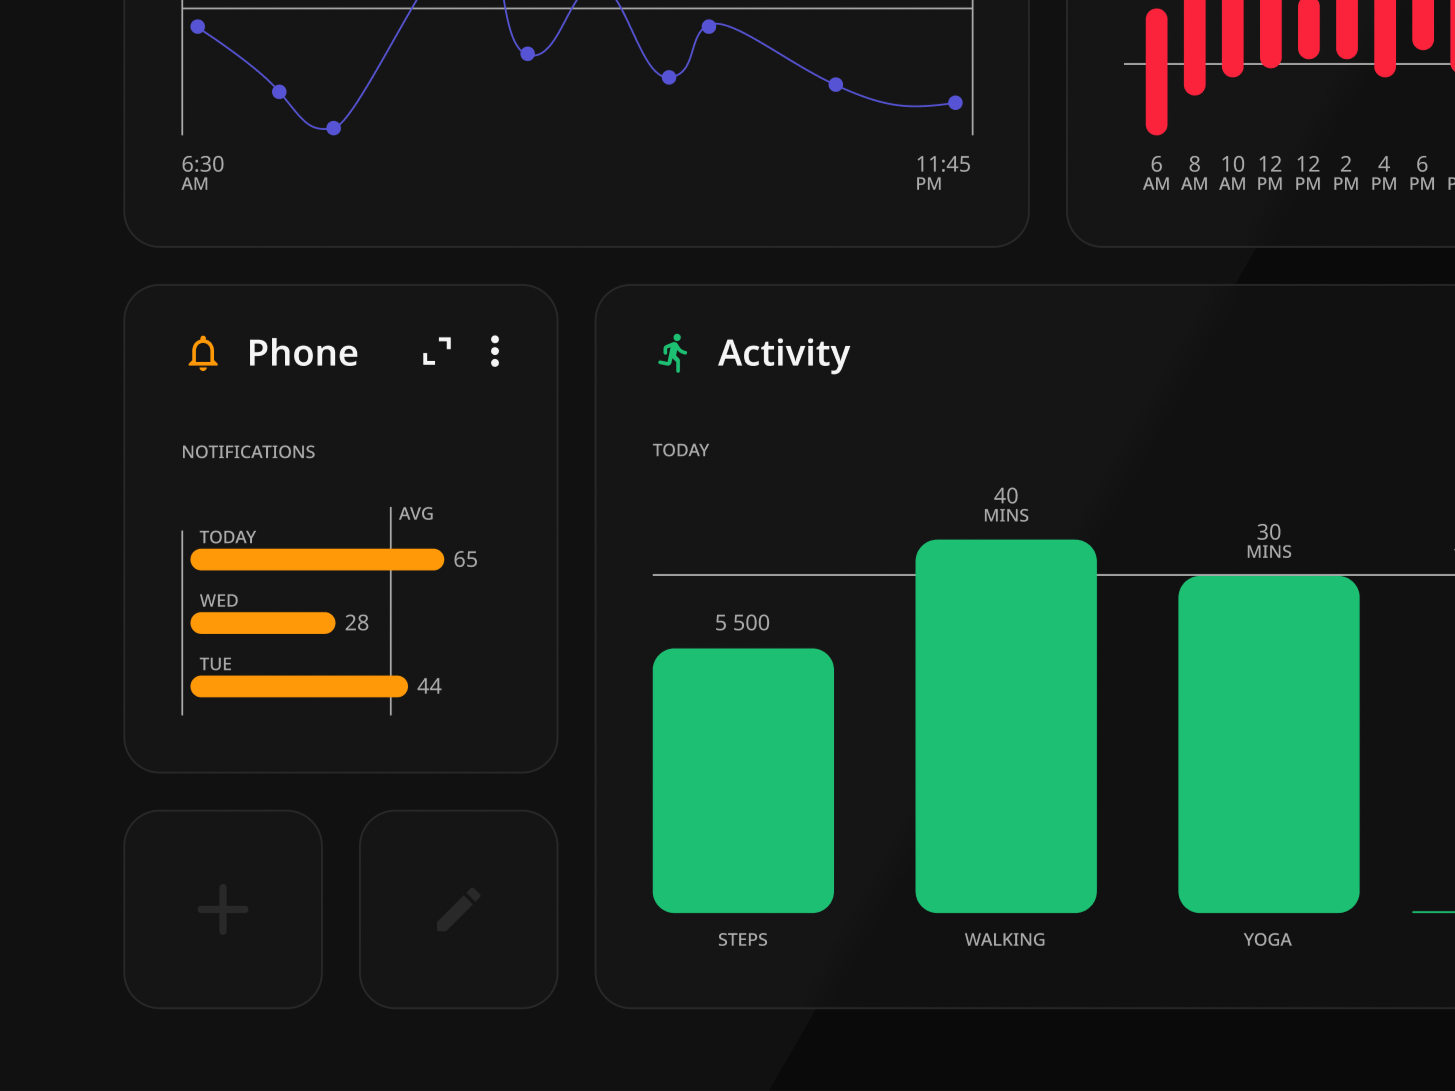 6:30
AM
11:45
PM
6 8 10 12 12 2 4 6
AM AM AM PM PM PM PM PM P
Phone
NOTIFICATIONS
AVG
TODAY
65
WED
28
TUE
44
Activity
TODAY
40
MINS
30
MINS
5 500
STEPS WALKING YOGA